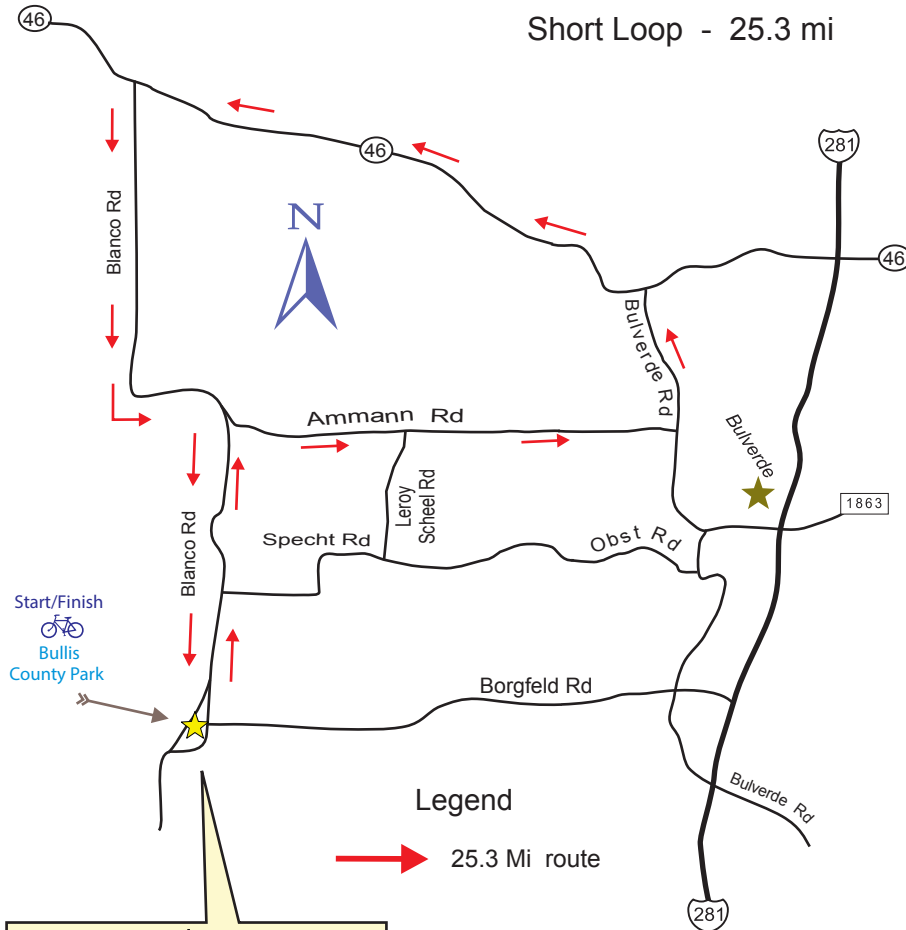 46
Short Loop - 25.3 mi
46
281
46
Blanco Rd
N
Bulverde Rd
Ammann Rd
Bulverde
Leroy
Scheel Rd
1863
Specht Rd
Obst Rd
Blanco Rd
Start/Finish
Bullis
County Park
Borgfeld Rd
Bulverde Rd
Legend
25.3 Mi route
281